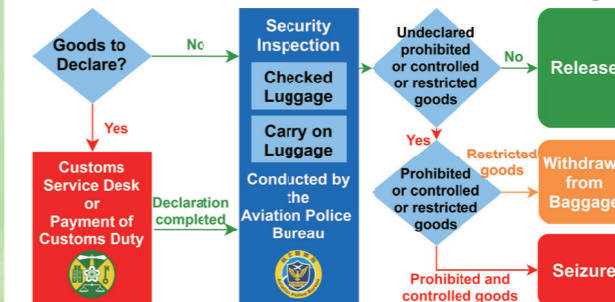 Goods to
Declare?
No
Yes
Customs
Service Desk
or
Payment of
Customs Duty
Declaration
completed
Security
Inspection
Checked
Luggage
Carry on
Luggage
Conducted by
the
Aviation Police
Bureau
Undeclared
prohibited
or controlled
or restricted
goods
No
Release
Yes
Prohibited
or controlled
or restricted
goods
Restricted
goods
Withdraw
from
Baggage
Prohibited and
controlled goods
Seizure